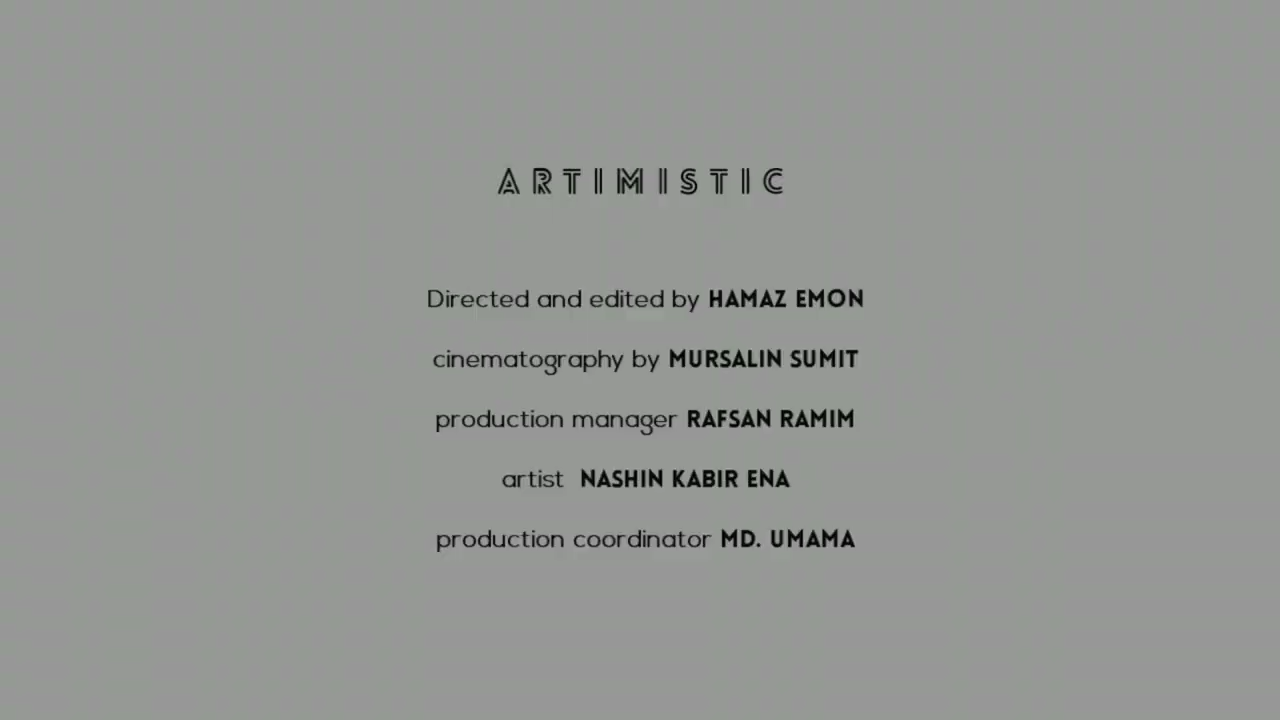 ARTIMISTIC
Directed and edited by HAMAZ EMON
cinematography by MURSALIN SUMIT
production manager RAFSAN RAMIM
artist NASHIN KABIR ENA
production coordinator MD. UMAMA